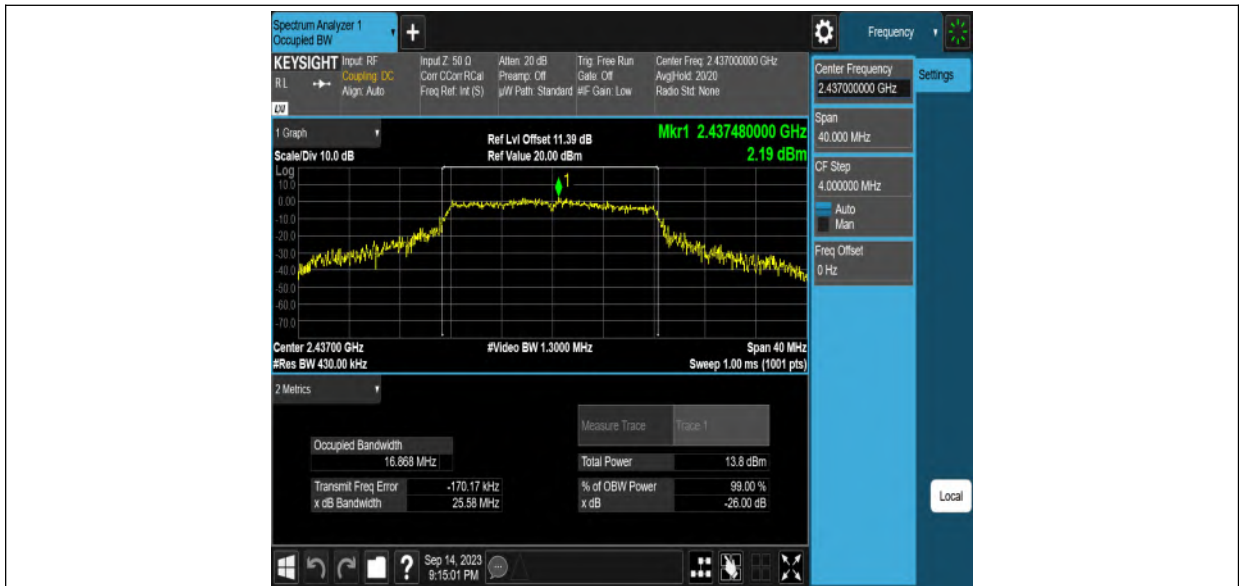 Spectrum Analyzer 1
Occupied BW
+
Frequency
KEYSIGHT Input: RF Input Z: 50 Ω Atten: 20 dB Trig: Free Run Center Freq: 2.437000000 GHz
R L Coupling: DC Corr CCorr RCal Preamp: Off Gate: Off Avg|Hold: 20/20
Align: Auto Freq Ref: Int (S) µW Path: Standard #IF Gain: Low Radio Std: None
LXI
Center Frequency
2.437000000 GHz
Settings
Span
40.000 MHz
CF Step
4.000000 MHz
Auto
Man
Freq Offset
0 Hz
1 Graph
Scale/Div 10.0 dB
Ref Lvl Offset 11.39 dB
Ref Value 20.00 dBm
Mkr1 2.437480000 GHz
2.19 dBm
Log
10.0
0.00
-10.0
-20.0
-30.0
-40.0
-50.0
-60.0
-70.0
1
Center 2.43700 GHz #Video BW 1.3000 MHz Span 40 MHz
#Res BW 430.00 kHz Sweep 1.00 ms (1001 pts)
2 Metrics
Measure Trace Trace 1
Occupied Bandwidth
16.868 MHz
Total Power 13.8 dBm
Transmit Freq Error -170.17 kHz % of OBW Power 99.00 %
x dB Bandwidth 25.58 MHz x dB -26.00 dB
Local
?
Sep 14, 2023
9:15:01 PM